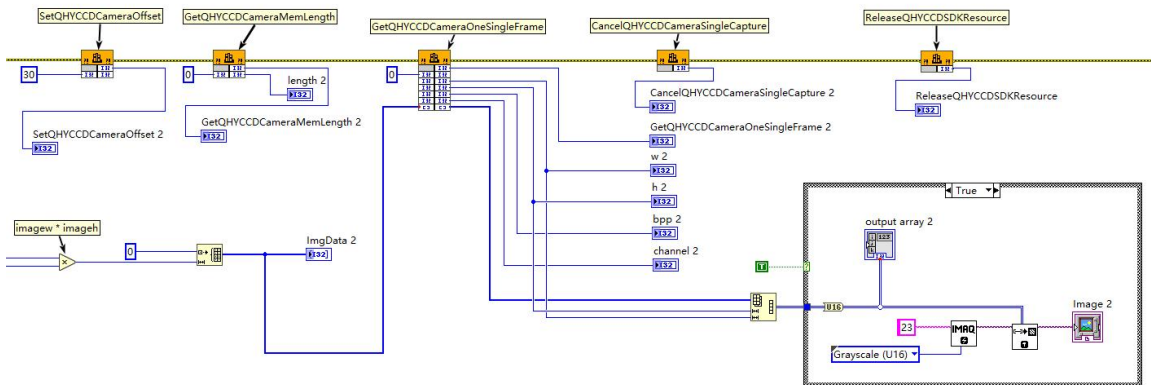 SetQHYCCDCameraOffset
GetQHYCCDCameraMemLength
GetQHYCCDCameraOneSingleFrame
CancelQHYCCDCameraSingleCapture
ReleaseQHYCCDSDKResource
30
0
length 2
I32
0
CancelQHYCCDCameraSingleCapture 2
I32
ReleaseQHYCCDSDKResource
I32
SetQHYCCDCameraOffset 2
I32
GetQHYCCDCameraMemLength 2
I32
GetQHYCCDCameraOneSingleFrame 2
I32
w 2
I32
h 2
I32
bpp 2
I32
channel 2
I32
imagew * imageh
0
ImgData 2
I32
True
output array 2
123
T
?
U16
Image 2
23
IMAQ
Grayscale (U16)